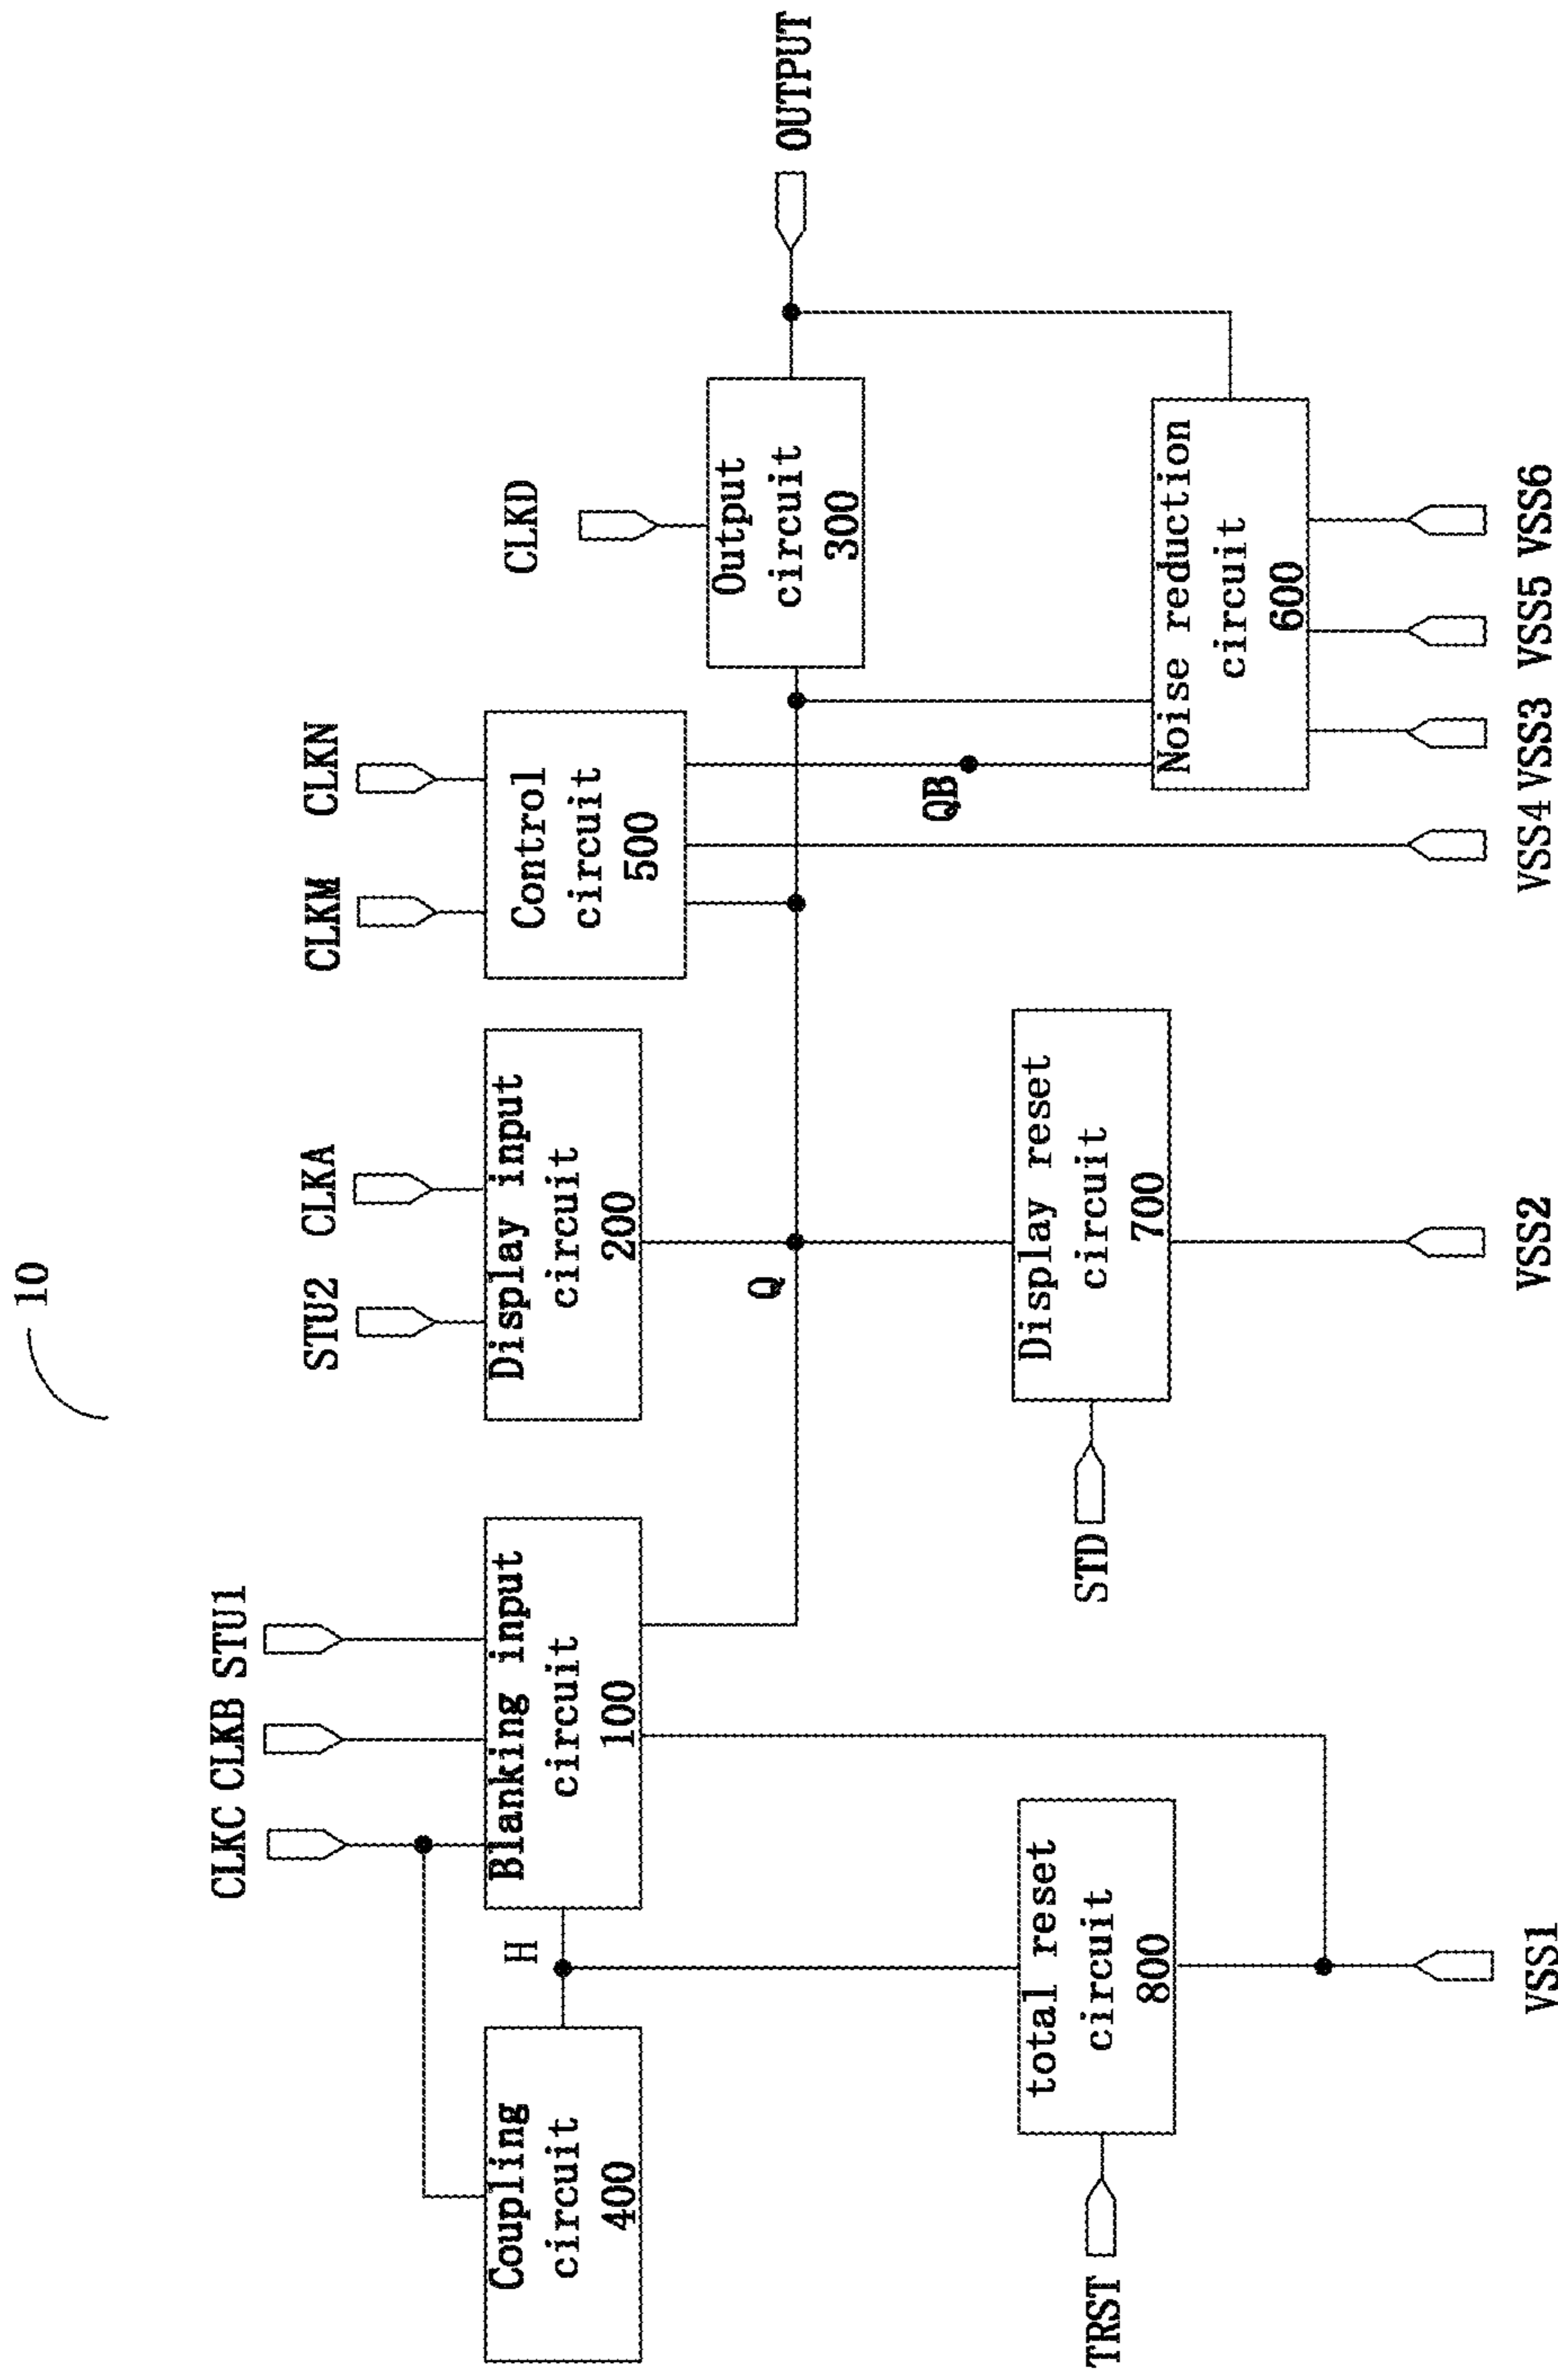 10
CLKC CLKB STU1
STU2 CLKA
CLKM CLKN
CLKD
OUTPUT
Coupling
circuit
400
H
Blanking input
circuit
100
Display input
circuit
200
Control
circuit
500
Output
circuit
300
Q
QB
TRST
total reset
circuit
800
STD
Display reset
circuit
700
Noise reduction
circuit
600
VSS1
VSS2
VSS4 VSS3 VSS5 VSS6